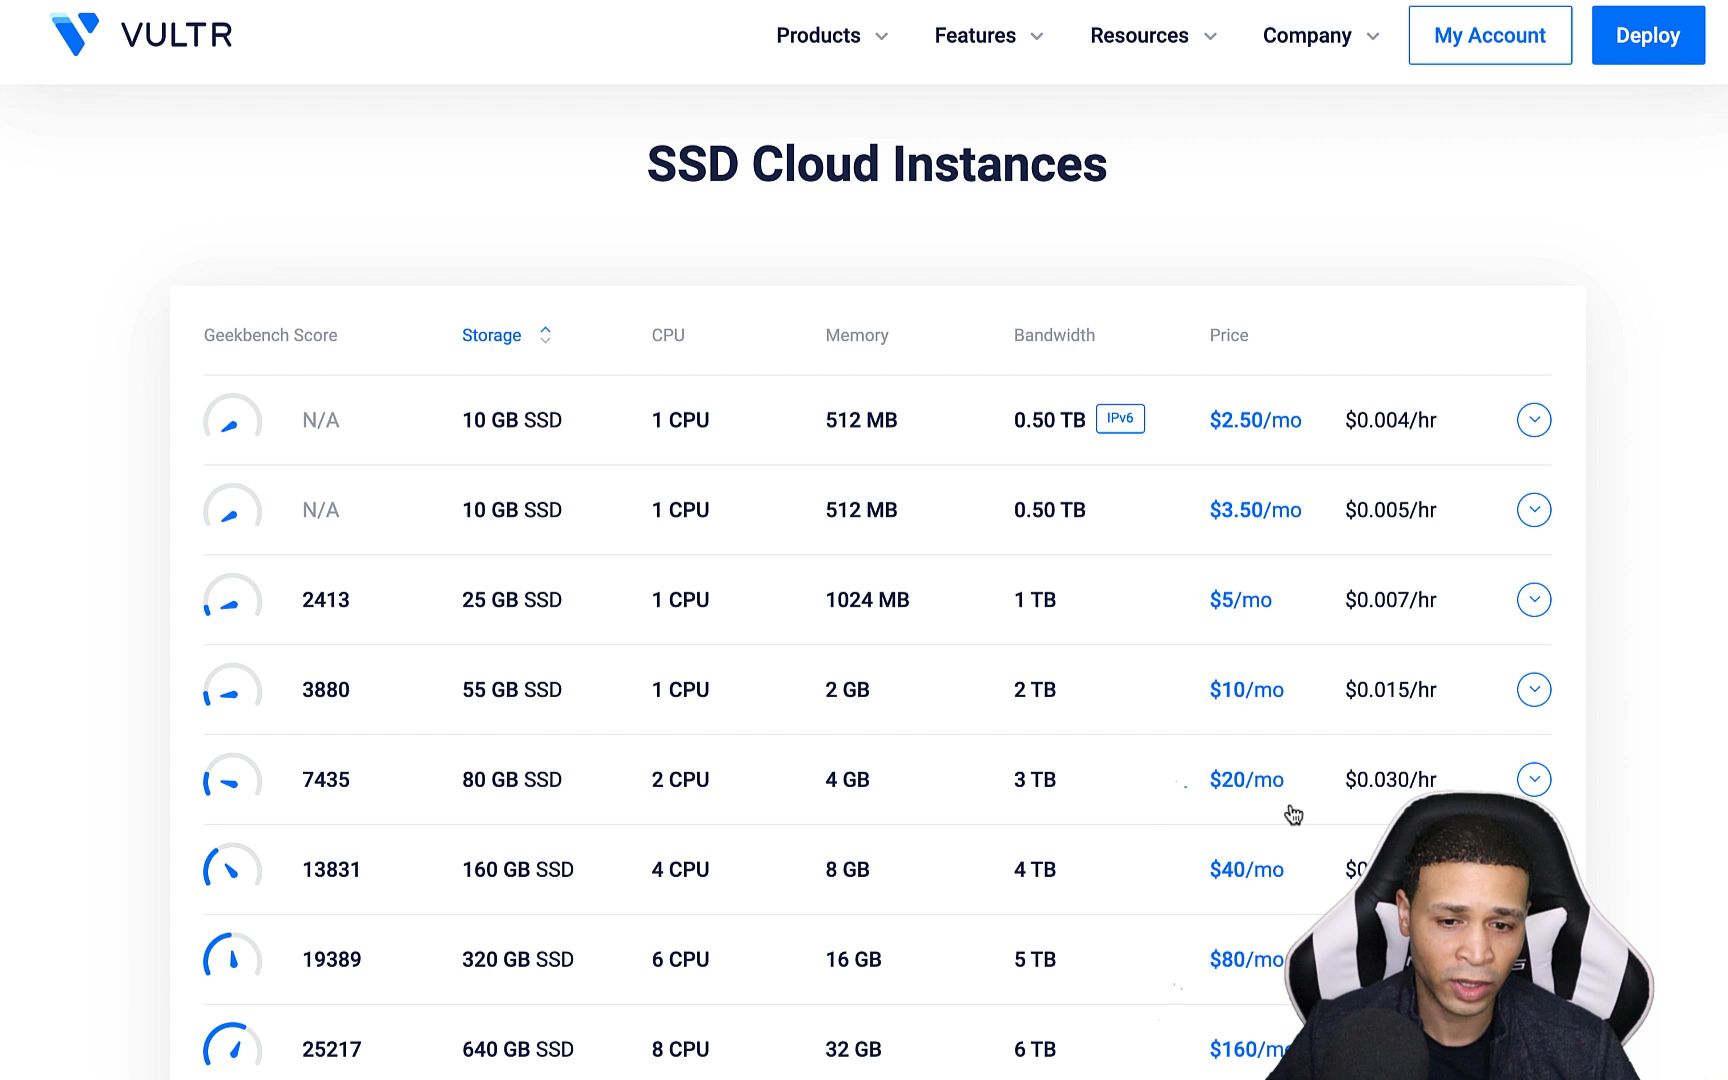 VULTR
Products Features Resources Company My Account Deploy
SSD Cloud Instances
Geekbench Score Storage CPU Memory Bandwidth Price
N/A 10 GB SSD 1 CPU 512 MB 0.50 TB IPv6 $2.50/mo $0.004/hr
N/A 10 GB SSD 1 CPU 512 MB 0.50 TB $3.50/mo $0.005/hr
2413 25 GB SSD 1 CPU 1024 MB 1 TB $5/mo $0.007/hr
3880 55 GB SSD 1 CPU 2 GB 2 TB $10/mo $0.015/hr
7435 80 GB SSD 2 CPU 4 GB 3 TB $20/mo $0.030/hr
13831 160 GB SSD 4 CPU 8 GB 4 TB $40/mo
19389 320 GB SSD 6 CPU 16 GB 5 TB $80/mo
25217 640 GB SSD 8 CPU 32 GB 6 TB $160/m